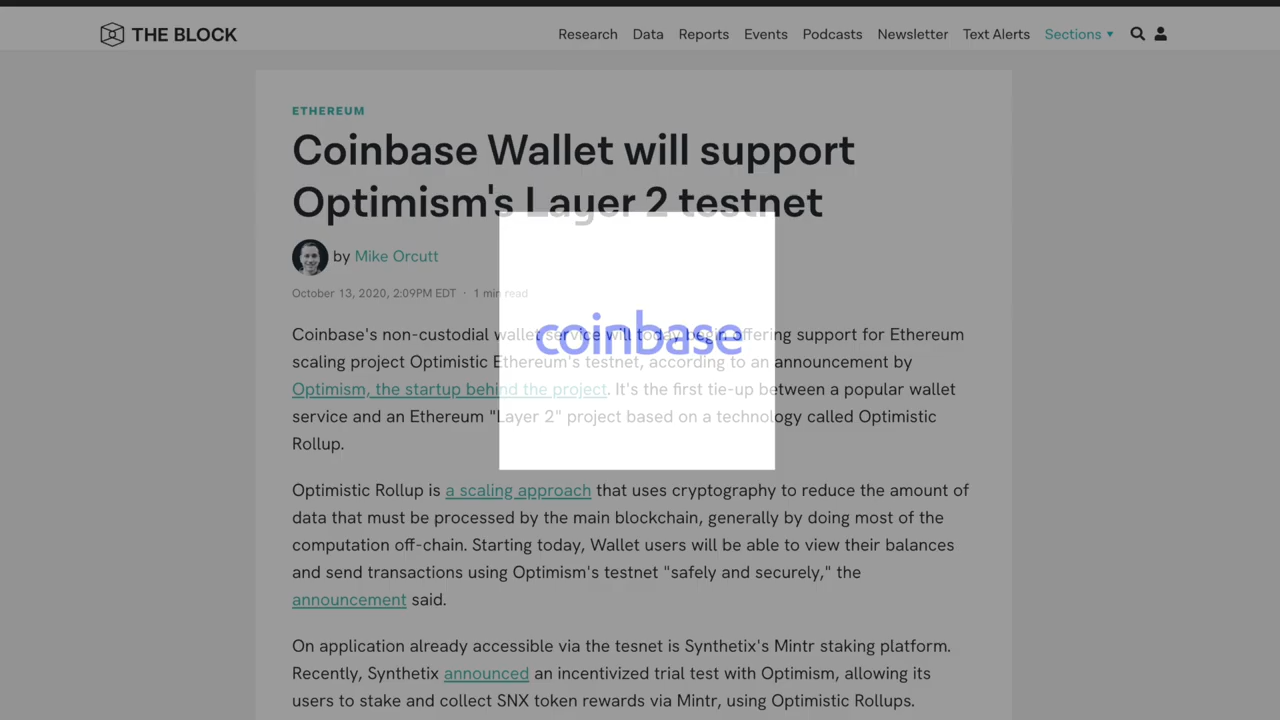 THE BLOCK
Research Data Reports Events Podcasts Newsletter Text Alerts Sections
ETHEREUM
Coinbase Wallet will support
Optimism's Layer 2 testnet
by Mike Orcutt
October 13, 2020, 2:09PM EDT · 1 min read
coinbase
Coinbase's non-custodial wallet service will today begin offering support for Ethereum
scaling project Optimistic Ethereum's testnet, according to an announcement by
Optimism, the startup behind the project. It's the first tie-up between a popular wallet
service and an Ethereum "Layer 2" project based on a technology called Optimistic
Rollup.
Optimistic Rollup is a scaling approach that uses cryptography to reduce the amount of
data that must be processed by the main blockchain, generally by doing most of the
computation off-chain. Starting today, Wallet users will be able to view their balances
and send transactions using Optimism's testnet "safely and securely," the
announcement said.
On application already accessible via the tesnet is Synthetix's Mintr staking platform.
Recently, Synthetix announced an incentivized trial test with Optimism, allowing its
users to stake and collect SNX token rewards via Mintr, using Optimistic Rollups.